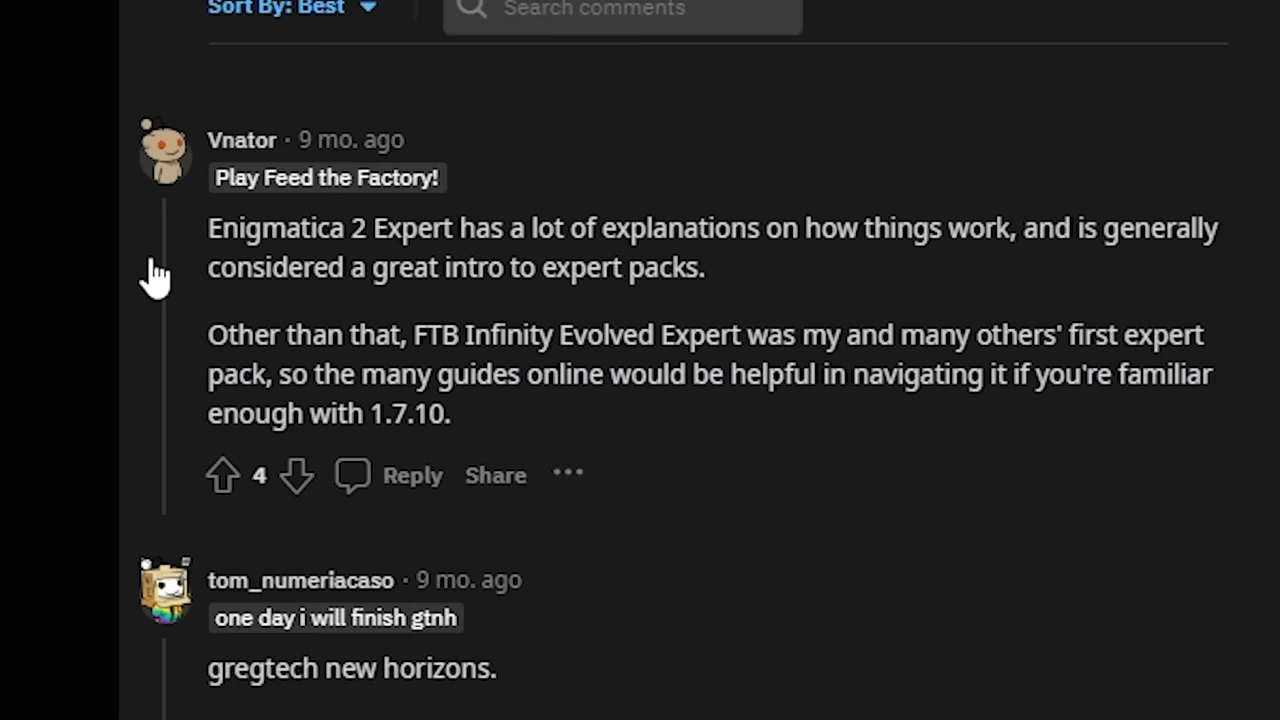 Sort By: Best
Search comments
Vnator · 9 mo. ago
Play Feed the Factory!
Enigmatica 2 Expert has a lot of explanations on how things work, and is generally
considered a great intro to expert packs.
Other than that, FTB Infinity Evolved Expert was my and many others' first expert
pack, so the many guides online would be helpful in navigating it if you're familiar
enough with 1.7.10.
4 Reply Share ···
tom_numeriacaso · 9 mo. ago
one day i will finish gtnh
gregtech new horizons.